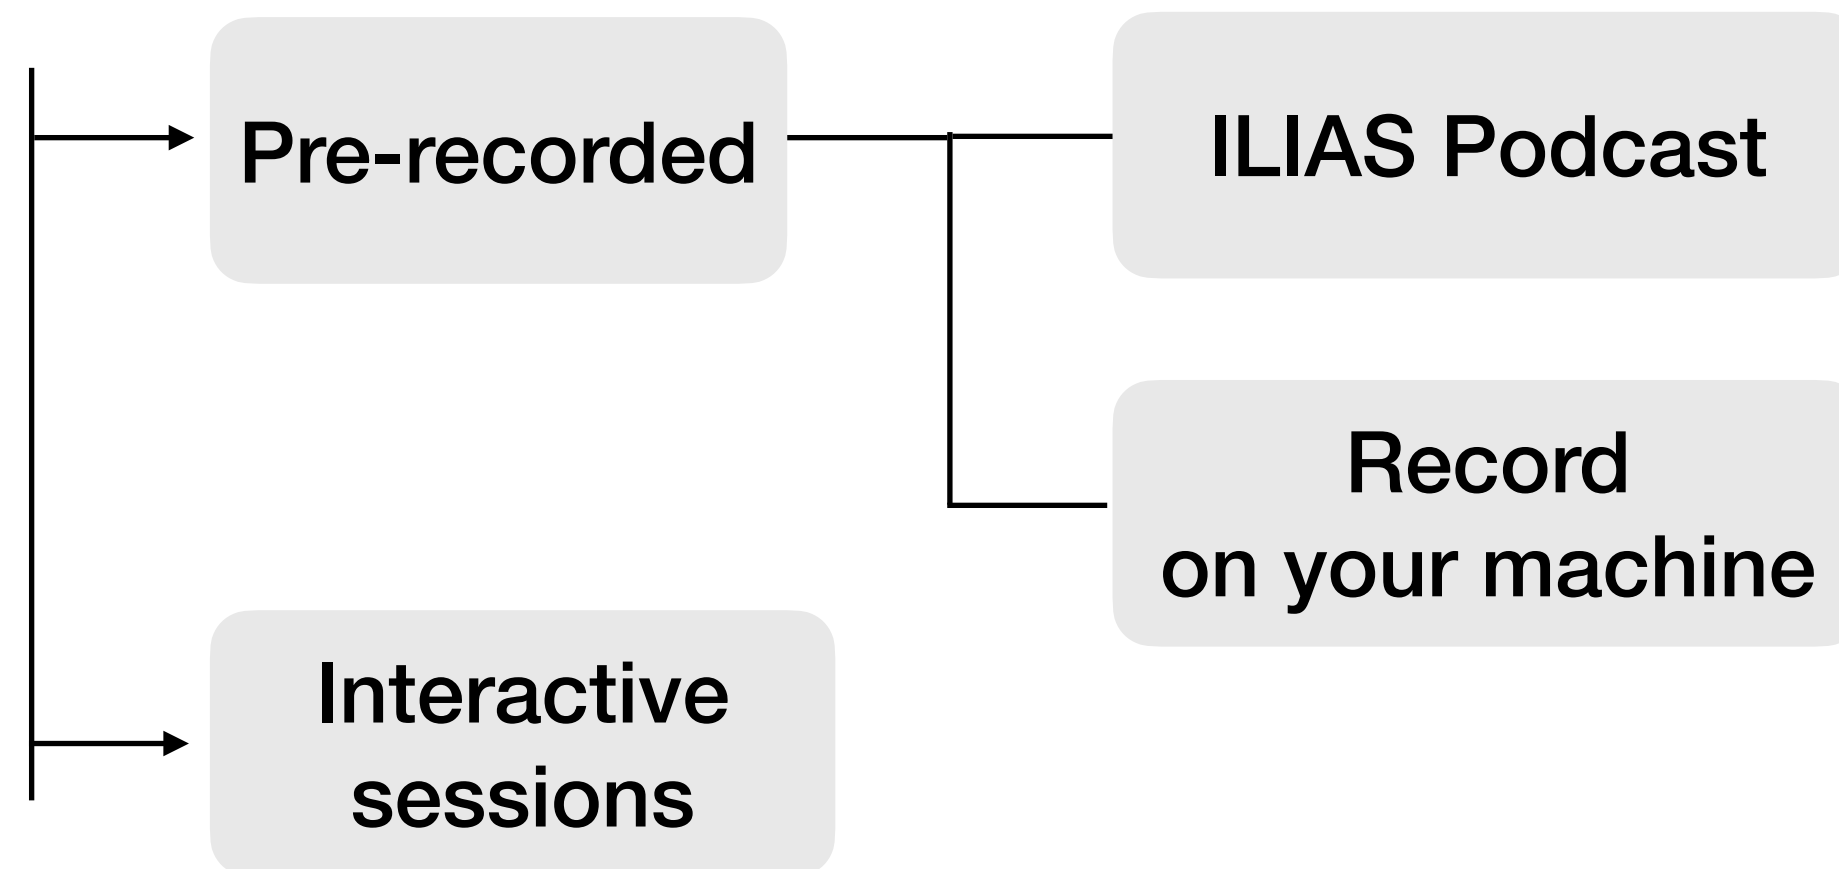 Pre-recorded
ILIAS Podcast
Record
on your machine
Interactive
sessions